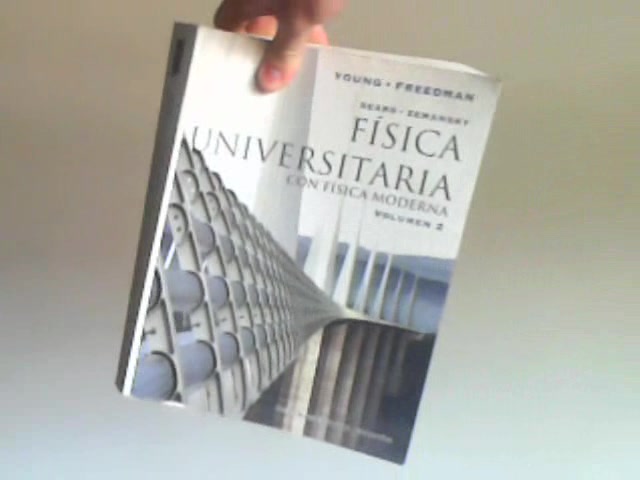 YOUNG • FREEDMAN
SEARS • ZEMANSKY
FÍSICA
UNIVERSITARIA
CON FÍSICA MODERNA
VOLUMEN 2